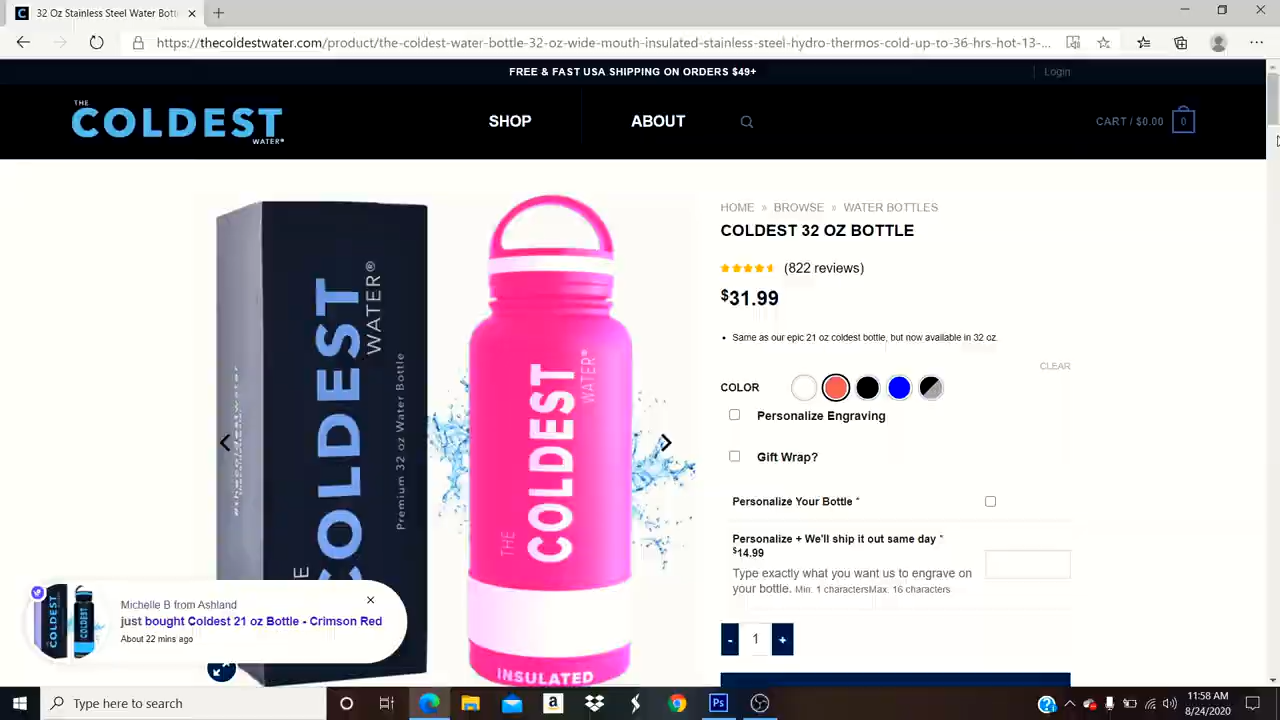 32 Oz Stainless Steel Water Bott
https://thecoldestwater.com/product/the-coldest-water-bottle-32-oz-wide-mouth-insulated-stainless-steel-hydro-thermos-cold-up-to-36-hrs-hot-13-...
FREE & FAST USA SHIPPING ON ORDERS $49+
Login
THE
COLDEST
WATER®
SHOP
ABOUT
CART / $0.00
0
HOME » BROWSE » WATER BOTTLES
COLDEST 32 OZ BOTTLE
(822 reviews)
$31.99
• Same as our epic 21 oz coldest bottle, but now available in 32 oz.
CLEAR
COLOR
Personalize Engraving
Gift Wrap?
Personalize Your Bottle *
Personalize + We'll ship it out same day *
$14.99
Type exactly what you want us to engrave on
your bottle. Min. 1 charactersMax. 16 characters
- 1 +
COLDEST
WATER®
Premium 32 oz Water Bottle
THE
COLDEST
WATER®
INSULATED
Michelle B from Ashland
just bought Coldest 21 oz Bottle - Crimson Red
About 22 mins ago
Type here to search
11:58 AM
8/24/2020